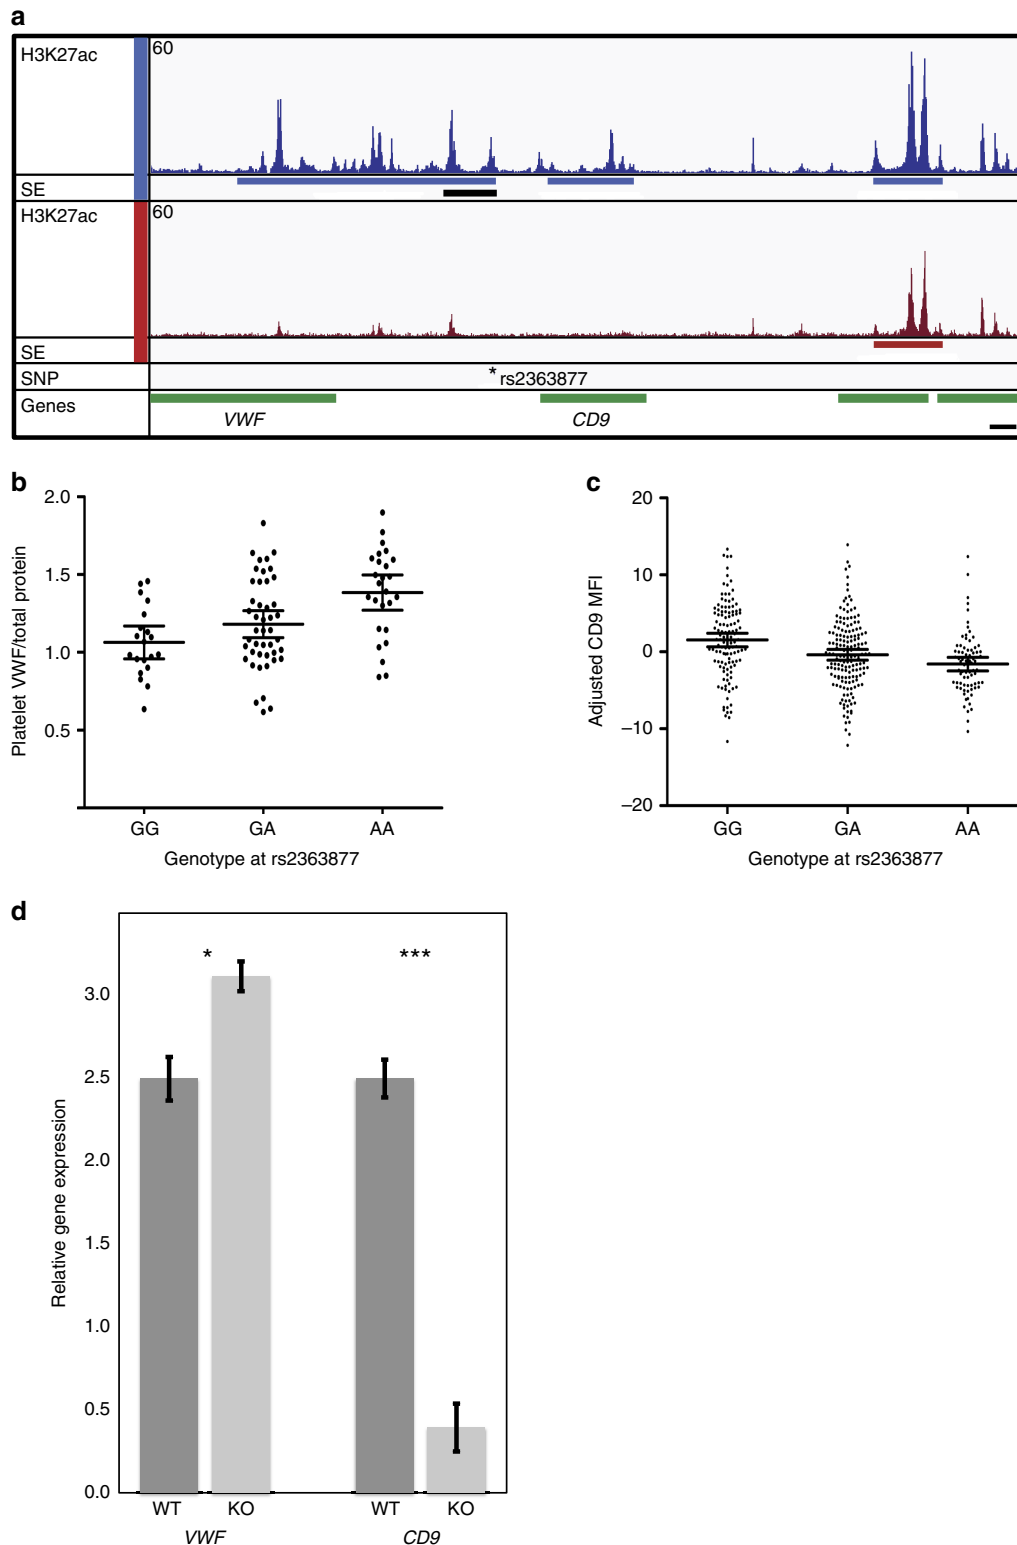 a
H3K27ac
60
SE
H3K27ac
60
SE
SNP
* rs2363877
Genes
VWF
CD9
b
Platelet VWF/total protein
2.0
1.5
1.0
0.5
GG
GA
AA
Genotype at rs2363877
c
Adjusted CD9 MFI
20
10
0
−10
−20
GG
GA
AA
Genotype at rs2363877
d
Relative gene expression
3.0
2.5
2.0
1.5
1.0
0.5
0.0
*
***
WT
KO
WT
KO
VWF
CD9